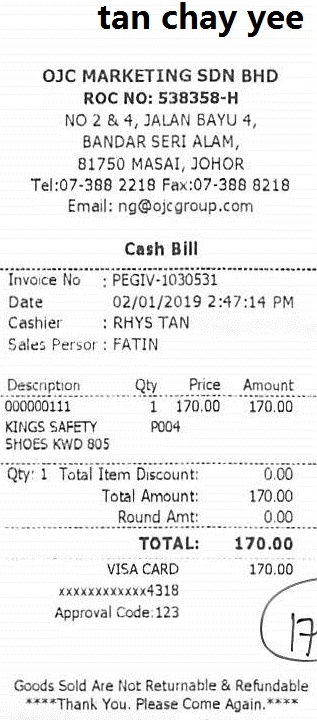 tan chay yee
OJC MARKETING SDN BHD
ROC NO: 538358-H
NO 2 & 4, JALAN BAYU 4,
BANDAR SERI ALAM,
81750 MASAI, JOHOR
Tel:07-388 2218 Fax:07-388 8218
Email: ng@ojcgroup.com
Cash Bill
Invoice No : PEGIV-1030531
Date 02/01/2019 2:47:14 PM
Cashier : RHYS TAN
Sales Persor : FATIN
Description Qty Price Amount
000000111 1 170.00 170.00
KINGS SAFETY P004
SHOES KWD 805
Qty: 1 Total Item Discount: 0.00
Total Amount: 170.00
Round Amt: 0.00
TOTAL: 170.00
VISA CARD 170.00
xxxxxxxxxxxx4318
Approval Code:123
17
Goods Sold Are Not Returnable & Refundable
****Thank You. Please Come Again.****